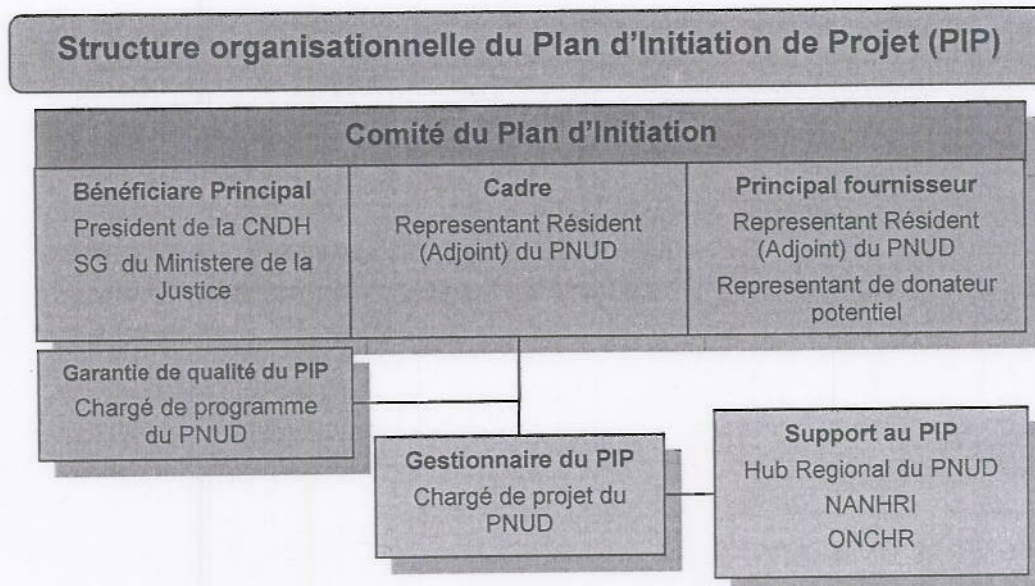 Structure organisationnelle du Plan d'Initiation de Projet (PIP)
Comité du Plan d'Initiation
Bénéficiare Principal
President de la CNDH
SG du Ministere de la
Justice
Cadre
Representant Résident
(Adjoint) du PNUD
Principal fournisseur
Representant Résident
(Adjoint) du PNUD
Representant de donateur
potentiel
Garantie de qualité du PIP
Chargé de programme
du PNUD
Gestionnaire du PIP
Chargé de projet du
PNUD
Support au PIP
Hub Regional du PNUD
NANHRI
ONCHR